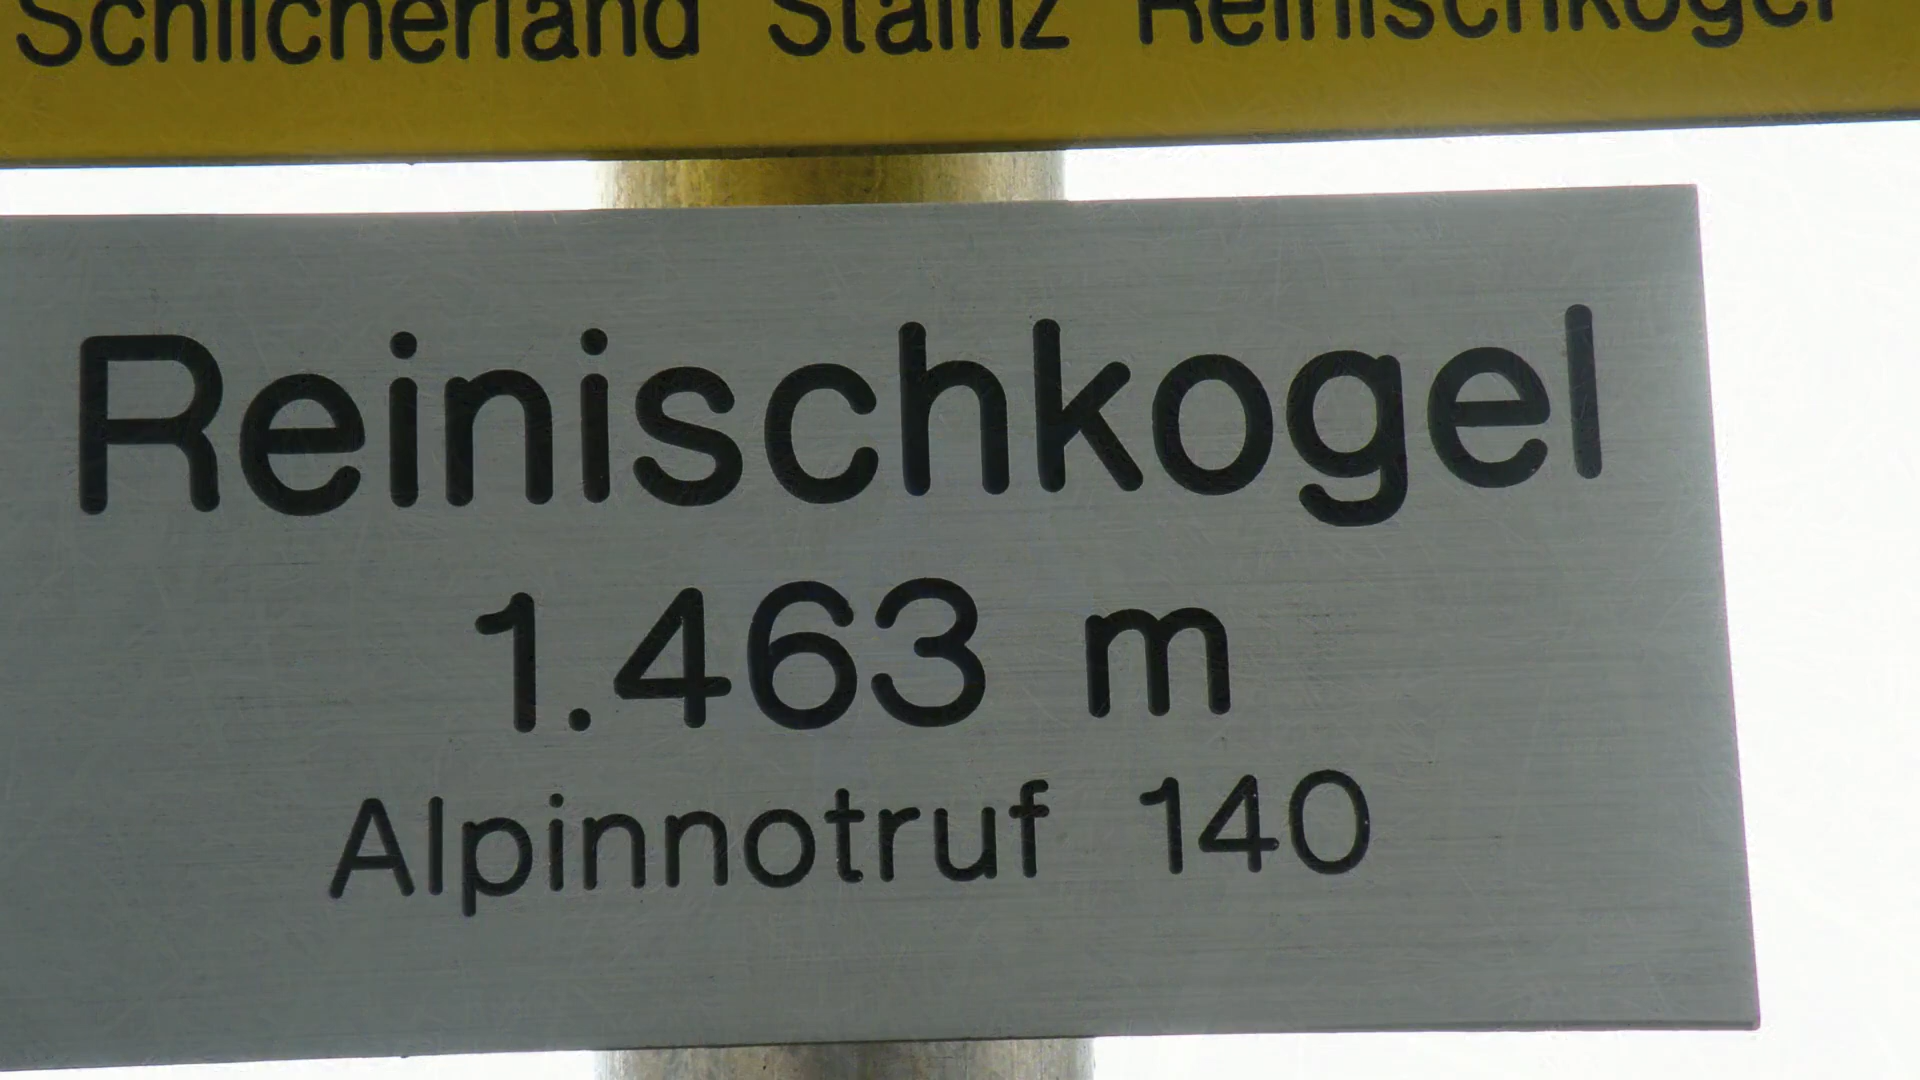 Schilcherland Stainz Reinischkogel
Reinischkogel
1.463 m
Alpinnotruf 140